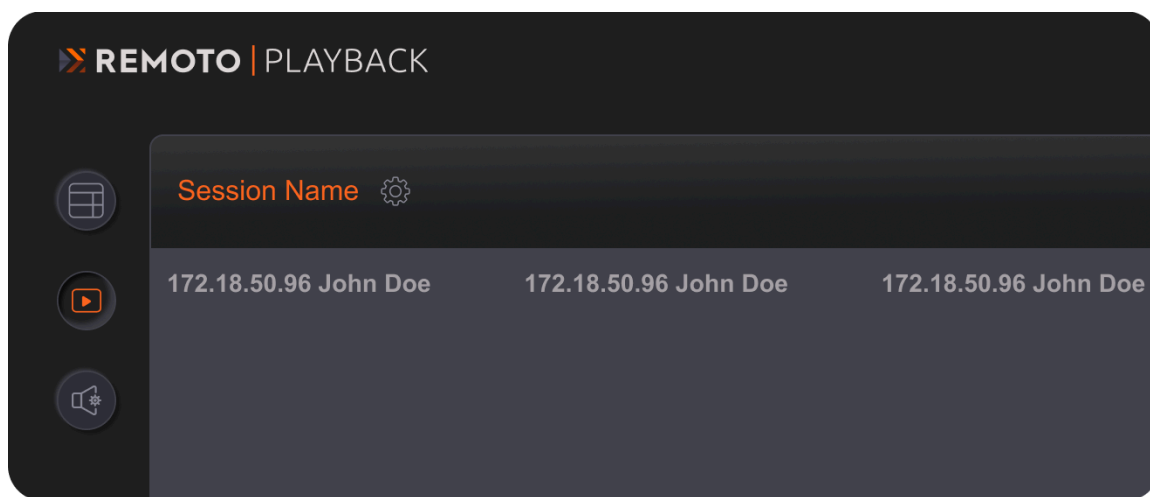 REMOTO | PLAYBACK
Session Name
172.18.50.96 John Doe 172.18.50.96 John Doe 172.18.50.96 John Doe